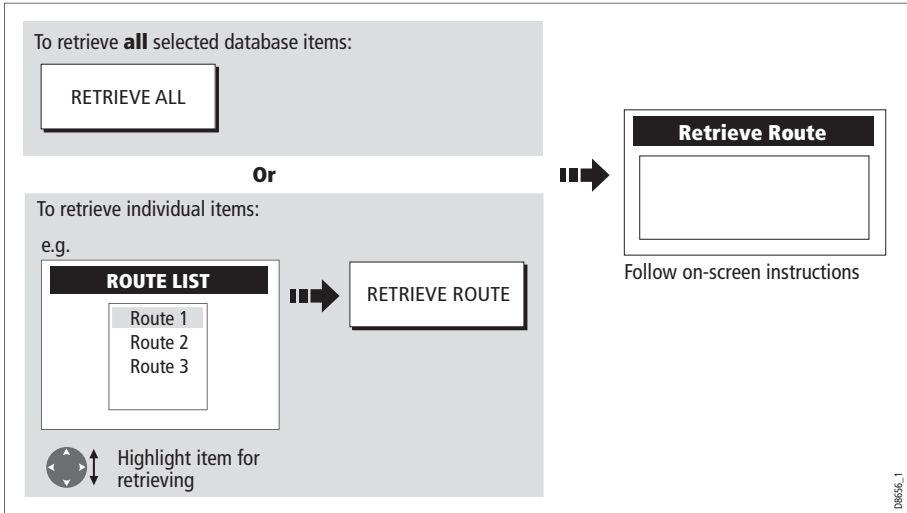 To retrieve all selected database items:
RETRIEVE ALL
Or
To retrieve individual items:
e.g.
ROUTE LIST
Route 1
Route 2
Route 3
RETRIEVE ROUTE
Highlight item for
retrieving
Retrieve Route
Follow on-screen instructions
D8656_1